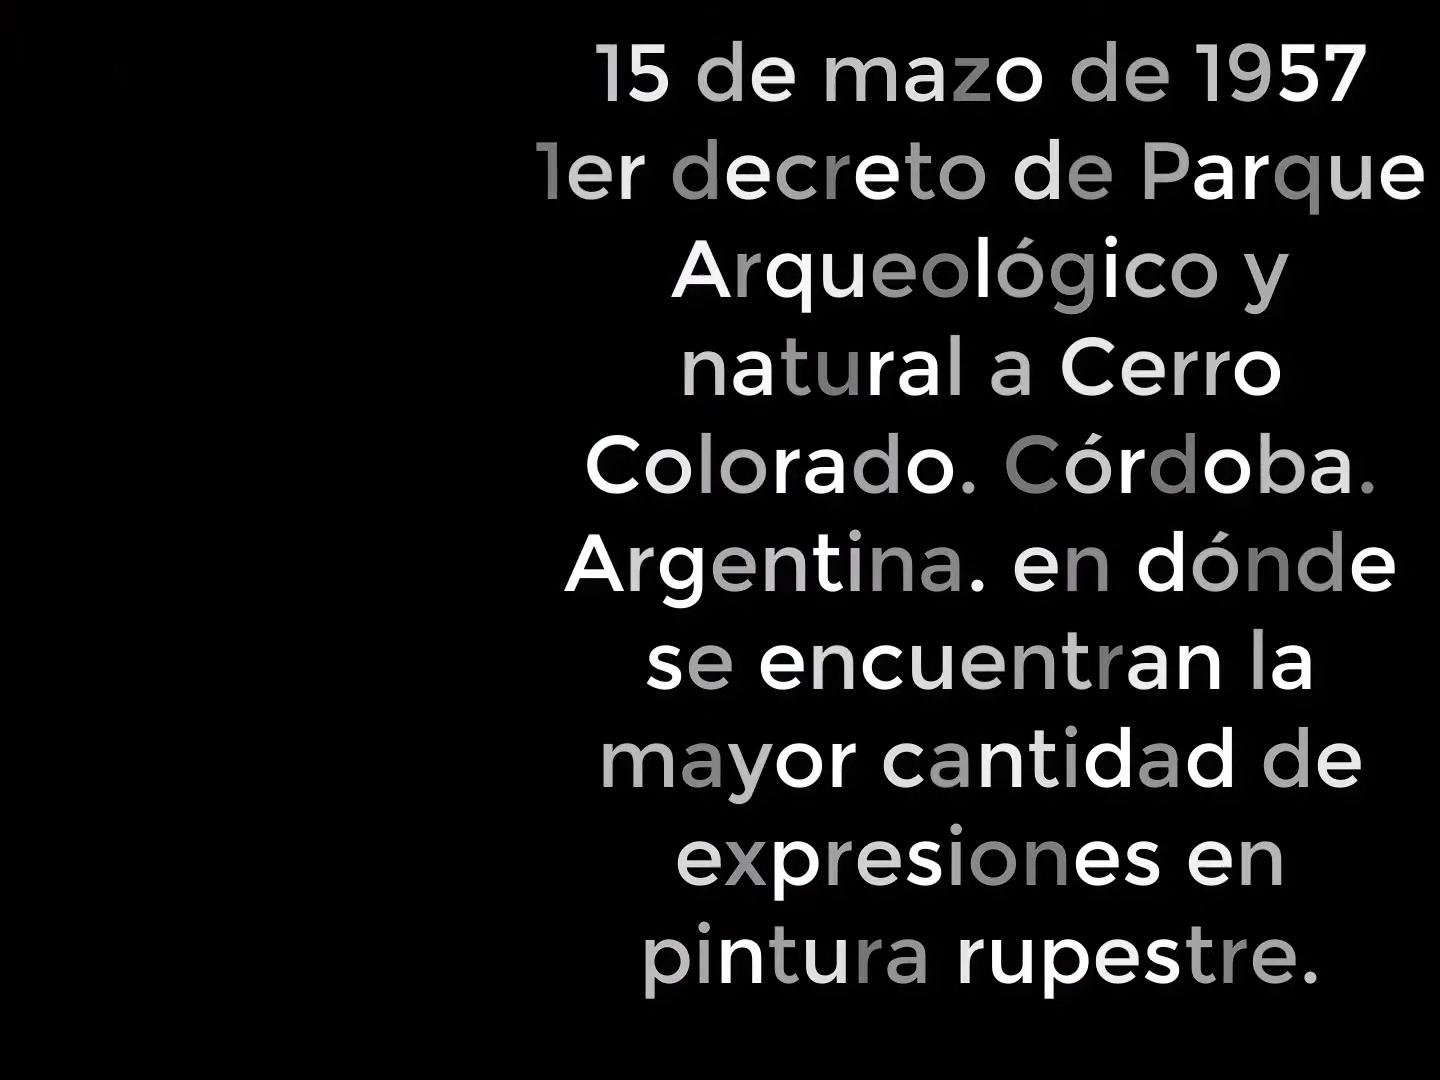 15 de mazo de 1957
1er decreto de Parque
Arqueológico y
natural a Cerro
Colorado. Córdoba.
Argentina. en dónde
se encuentran la
mayor cantidad de
expresiones en
pintura rupestre.